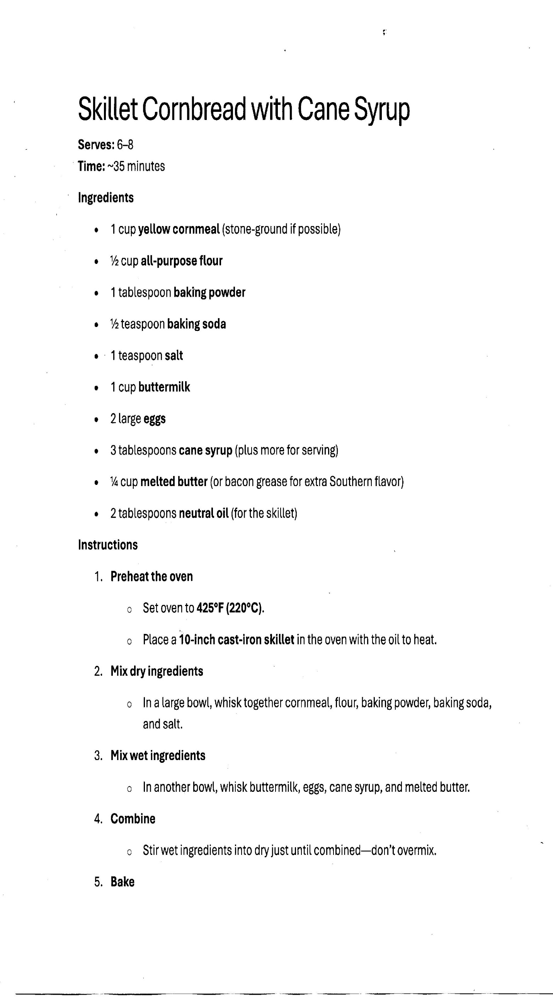 Skillet Cornbread with Cane Syrup
Serves: 6–8
Time: ~35 minutes
Ingredients
• 1 cup yellow cornmeal (stone-ground if possible)
• ½ cup all-purpose flour
• 1 tablespoon baking powder
• ½ teaspoon baking soda
• 1 teaspoon salt
• 1 cup buttermilk
• 2 large eggs
• 3 tablespoons cane syrup (plus more for serving)
• ¼ cup melted butter (or bacon grease for extra Southern flavor)
• 2 tablespoons neutral oil (for the skillet)
Instructions
1. Preheat the oven
o Set oven to 425°F (220°C).
o Place a 10-inch cast-iron skillet in the oven with the oil to heat.
2. Mix dry ingredients
o In a large bowl, whisk together cornmeal, flour, baking powder, baking soda,
and salt.
3. Mix wet ingredients
o In another bowl, whisk buttermilk, eggs, cane syrup, and melted butter.
4. Combine
o Stir wet ingredients into dry just until combined—don't overmix.
5. Bake